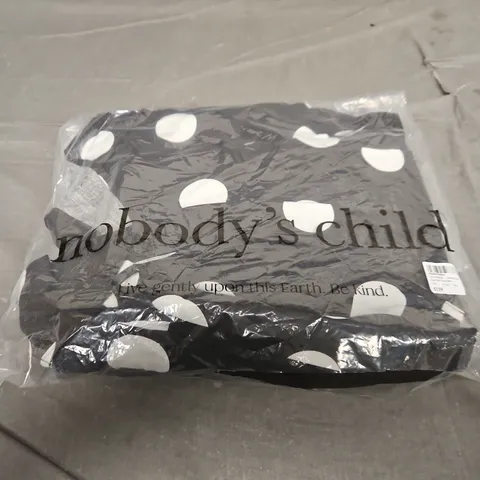 nobody's child
Live gently upon this Earth. Be Kind.